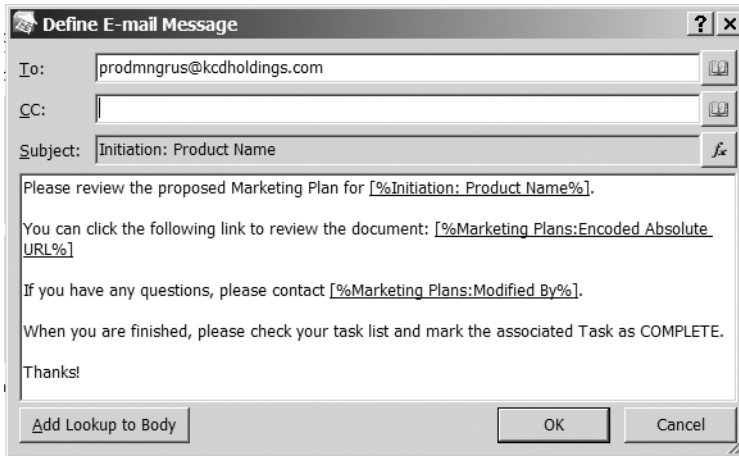 Define E-mail Message
? ×
To: prodmngrus@kcdholdings.com
CC:
Subject: Initiation: Product Name fx
Please review the proposed Marketing Plan for [%Initiation: Product Name%].
You can click the following link to review the document: [%Marketing Plans:Encoded Absolute
URL%]
If you have any questions, please contact [%Marketing Plans:Modified By%].
When you are finished, please check your task list and mark the associated Task as COMPLETE.
Thanks!
Add Lookup to Body OK Cancel